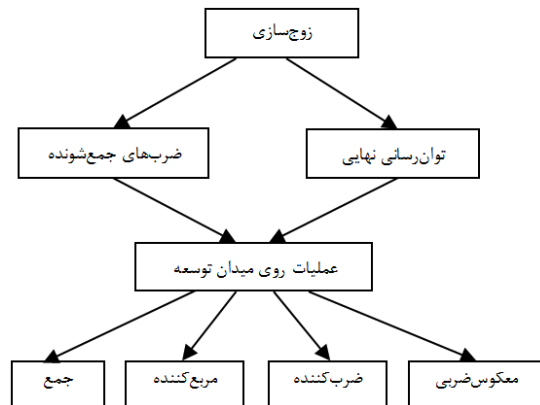 زوج‌سازی
توان‌رسانی نهایی
ضرب‌های جمع‌شونده
عملیات روی میدان توسعه
معکوس‌ضربی
ضرب‌کننده
مربع‌کننده
جمع